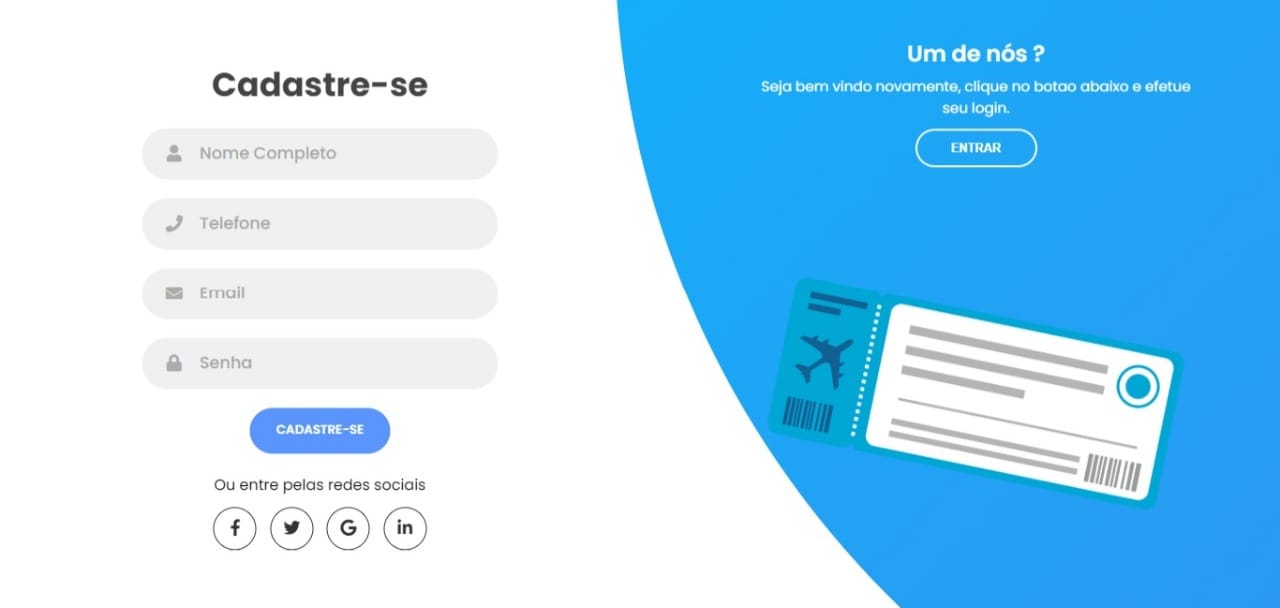 Cadastre-se
Nome Completo
Telefone
Email
Senha
CADASTRE-SE
Ou entre pelas redes sociais
Um de nós ?
Seja bem vindo novamente, clique no botao abaixo e efetue
seu login.
ENTRAR